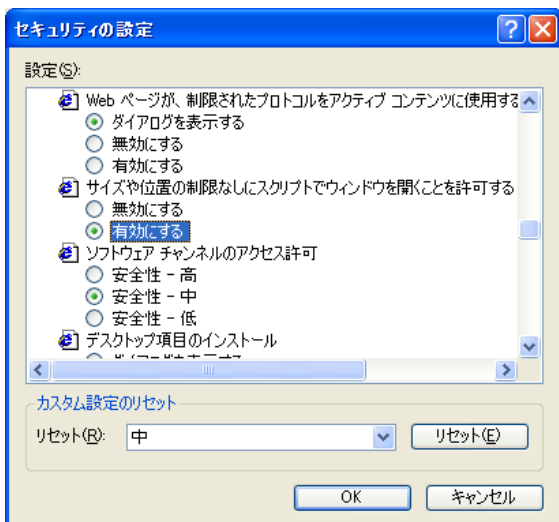 セキュリティの設定
設定(S):
Web ページが、制限されたプロトコルをアクティブ コンテンツに使用する
ダイアログを表示する
無効にする
有効にする
サイズや位置の制限なしにスクリプトでウィンドウを開くことを許可する
無効にする
有効にする
ソフトウェア チャンネルのアクセス許可
安全性 - 高
安全性 - 中
安全性 - 低
デスクトップ項目のインストール
カスタム設定のリセット
リセット(R): 中 リセット(E)
OK キャンセル